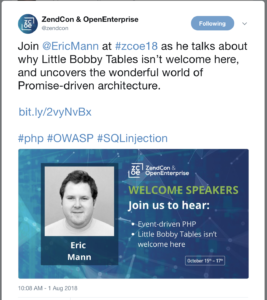 ZendCon & OpenEnterprise
@zendcon
Following
Join @EricMann at #zcoe18 as he talks about
why Little Bobby Tables isn't welcome here,
and uncovers the wonderful world of
Promise-driven architecture.
bit.ly/2vyNvBx
#php #OWASP #SQLinjection
ZC
OE
ZendCon &
OpenEnterprise
WELCOME SPEAKERS
Join us to hear:
• Event-driven PHP
• Little Bobby Tables isn't
welcome here
Eric
Mann
October 15th – 17th
10:08 AM - 1 Aug 2018